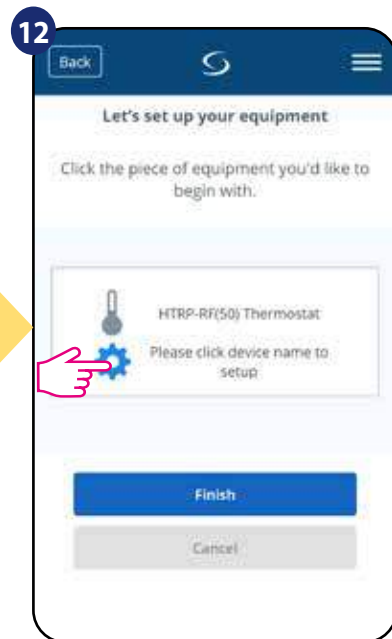 12
Back
Let's set up your equipment
Click the piece of equipment you'd like to
begin with.
HTRP-RF(50) Thermostat
Please click device name to
setup
Finish
Cancel